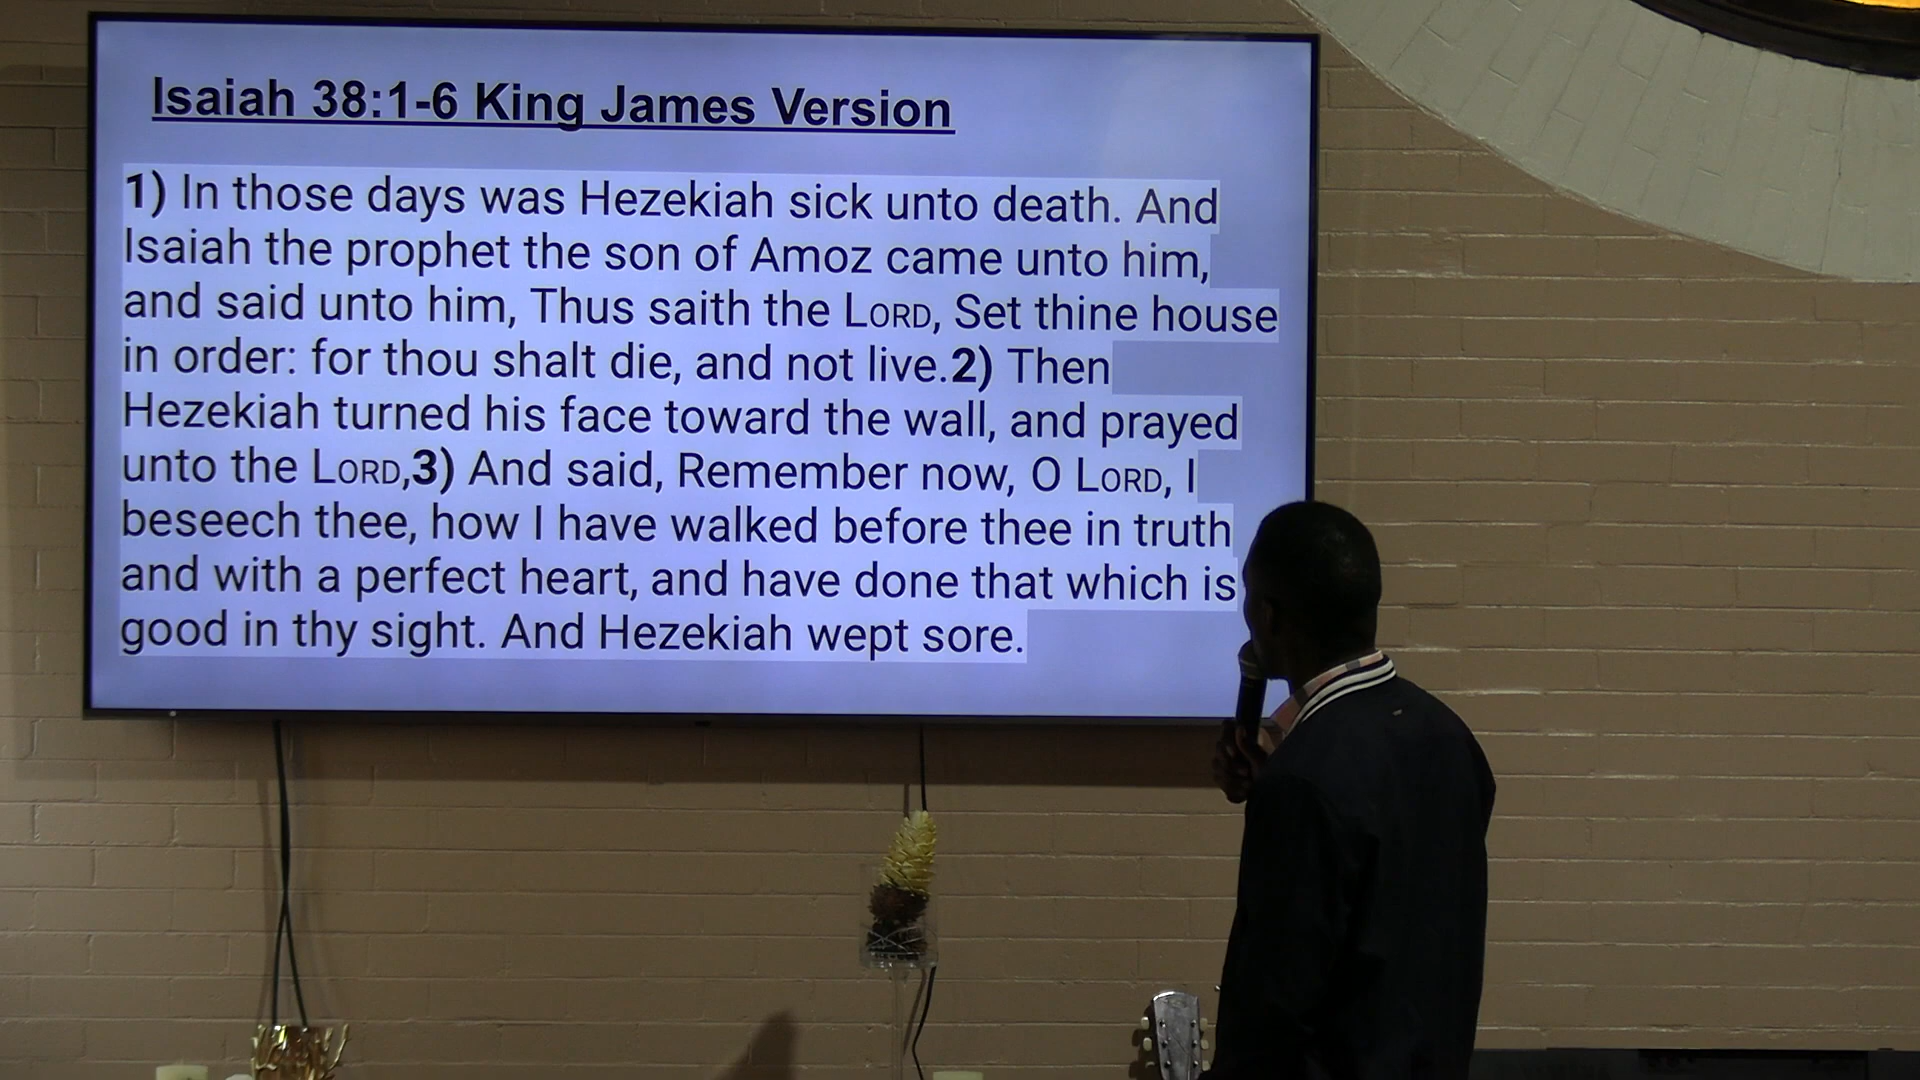 Isaiah 38:1-6 King James Version
1) In those days was Hezekiah sick unto death. And
Isaiah the prophet the son of Amoz came unto him,
and said unto him, Thus saith the LORD, Set thine house
in order: for thou shalt die, and not live.2) Then
Hezekiah turned his face toward the wall, and prayed
unto the LORD,3) And said, Remember now, O LORD, I
beseech thee, how I have walked before thee in truth
and with a perfect heart, and have done that which is
good in thy sight. And Hezekiah wept sore.